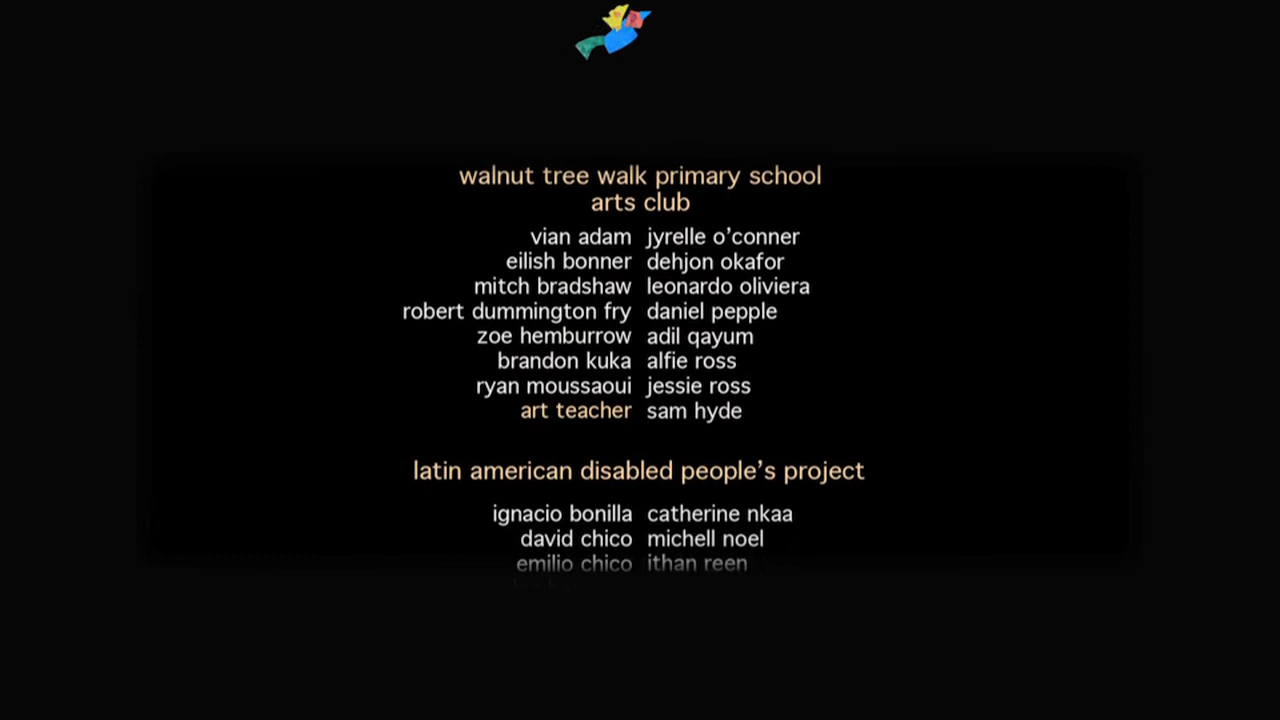 walnut tree walk primary school
arts club
vian adam jyrelle o’conner
eilish bonner dehjon okafor
mitch bradshaw leonardo oliviera
robert dummington fry daniel pepple
zoe hemburrow adil qayum
brandon kuka alfie ross
ryan moussaoui jessie ross
art teacher sam hyde
latin american disabled people’s project
ignacio bonilla catherine nkaa
david chico michell noel
emilio chico ithan reen